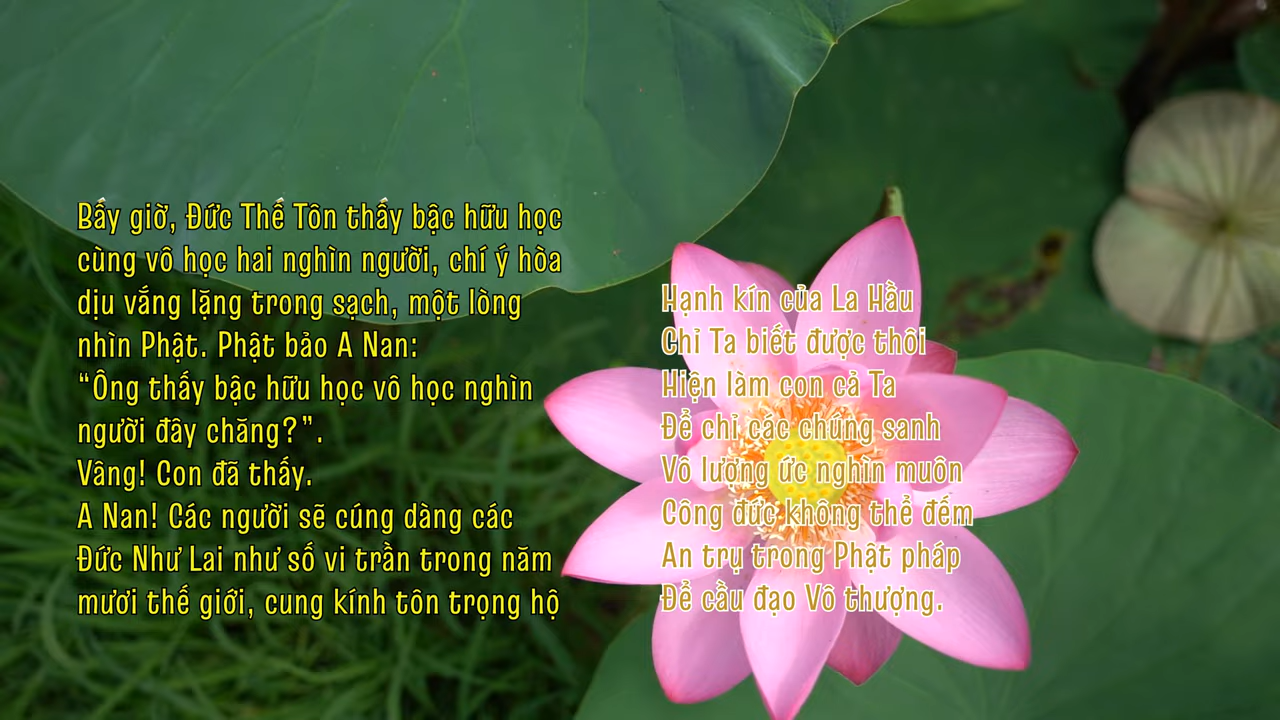 Bấy giờ, Đức Thế Tôn thấy bậc hữu học
cùng vô học hai nghìn người, chí ý hòa
dịu vắng lặng trong sạch, một lòng
nhìn Phật. Phật bảo A Nan:
“Ông thấy bậc hữu học vô học nghìn
người đây chăng?”.
Vâng! Con đã thấy.
A Nan! Các người sẽ cúng dàng các
Đức Như Lai như số vi trần trong năm
mươi thế giới, cung kính tôn trọng hộ
Hạnh kín của La Hầu
Chỉ Ta biết được thôi
Hiện làm con cả Ta
Để chỉ các chúng sanh
Vô lượng ức nghìn muôn
Công đức không thể đếm
An trụ trong Phật pháp
Để cầu đạo Vô thượng.